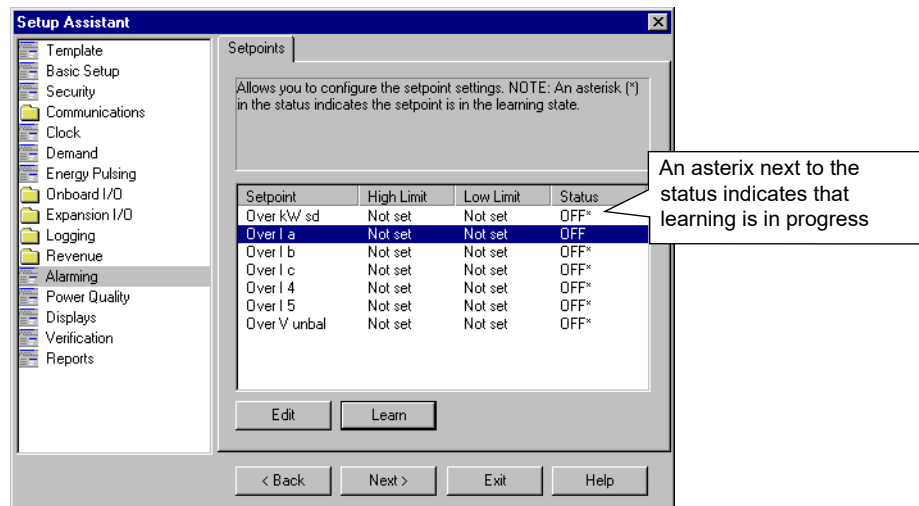 Setup Assistant
Template
Basic Setup
Security
Communications
Clock
Demand
Energy Pulsing
Onboard I/O
Expansion I/O
Logging
Revenue
Alarming
Power Quality
Displays
Verification
Reports
Setpoints
Allows you to configure the setpoint settings. NOTE: An asterisk (*)
in the status indicates the setpoint is in the learning state.
Setpoint High Limit Low Limit Status
Over kW sd Not set Not set OFF*
Over I a Not set Not set OFF
Over I b Not set Not set OFF*
Over I c Not set Not set OFF*
Over I 4 Not set Not set OFF*
Over I 5 Not set Not set OFF*
Over V unbal Not set Not set OFF*
An asterix next to the
status indicates that
learning is in progress
Edit Learn
< Back Next > Exit Help